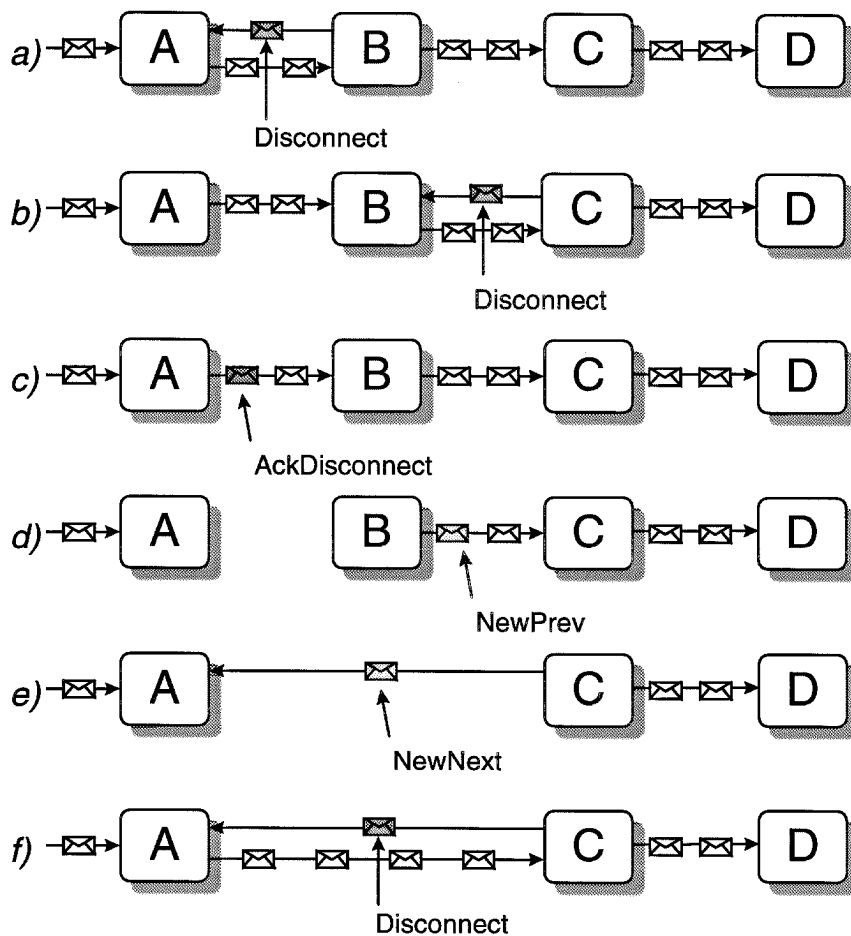 a) A B C D
Disconnect
b) A B C D
Disconnect
c) A B C D
AckDisconnect
d) A B C D
NewPrev
e) A C D
NewNext
f) A C D
Disconnect